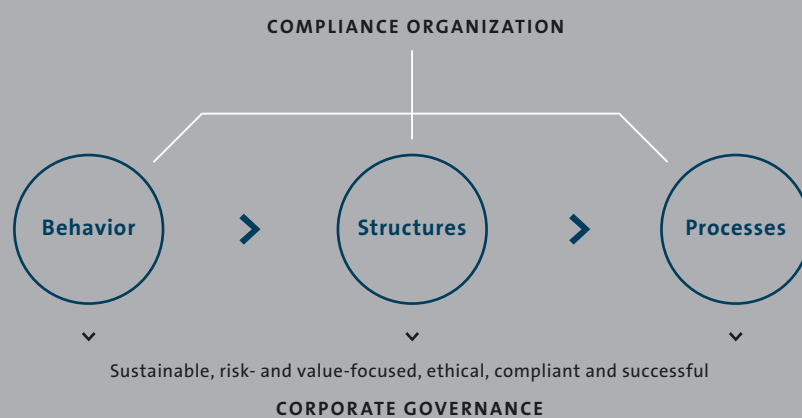 COMPLIANCE ORGANIZATION
Behavior
Structures
Processes
Sustainable, risk- and value-focused, ethical, compliant and successful
CORPORATE GOVERNANCE